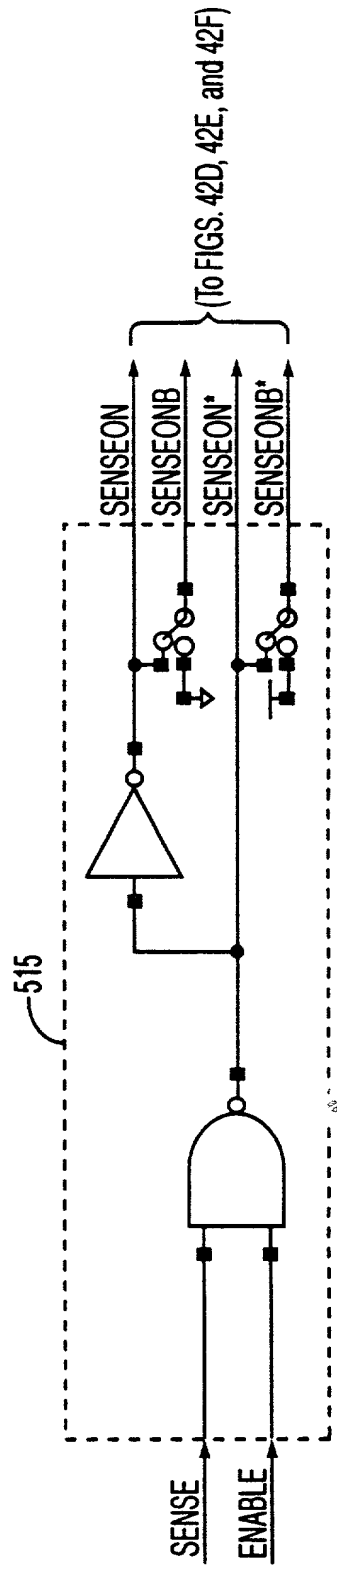 515
SENSE
ENABLE
SENSEON
SENSEONB
SENSEON*
SENSEONB*
(To FIGS. 42D, 42E, and 42F)